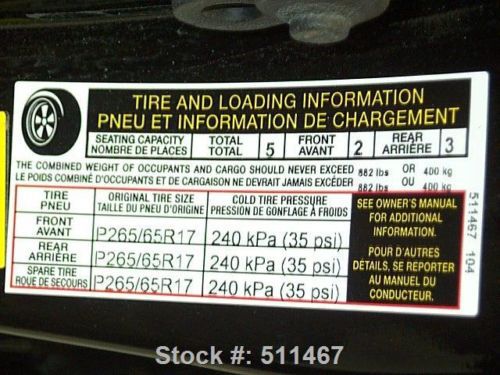 TIRE AND LOADING INFORMATION
PNEU ET INFORMATION DE CHARGEMENT
SEATING CAPACITY TOTAL 5 FRONT 2 REAR 3
NOMBRE DE PLACES TOTAL AVANT ARRIÈRE
THE COMBINED WEIGHT OF OCCUPANTS AND CARGO SHOULD NEVER EXCEED 882 lbs OR 400 kg
LE POIDS COMBINÉ D'OCCUPANTS ET DE CARGAISON NE DEVRAIT JAMAIS EXCÉDER 882 lbs OU 400 kg
TIRE ORIGINAL TIRE SIZE COLD TIRE PRESSURE
PNEU TAILLE DU PNEU D'ORIGINE PRESSION DE GONFLAGE À FROIDS
FRONT
AVANT P265/65R17 240 kPa (35 psi)
REAR
ARRIÈRE P265/65R17 240 kPa (35 psi)
SPARE TIRE
ROUE DE SECOURS P265/65R17 240 kPa (35 psi)
SEE OWNER'S MANUAL
FOR ADDITIONAL
INFORMATION.
POUR D'AUTRES
DÉTAILS, SE REPORTER
AU MANUEL DU
CONDUCTEUR.
511467 104
Stock #: 511467